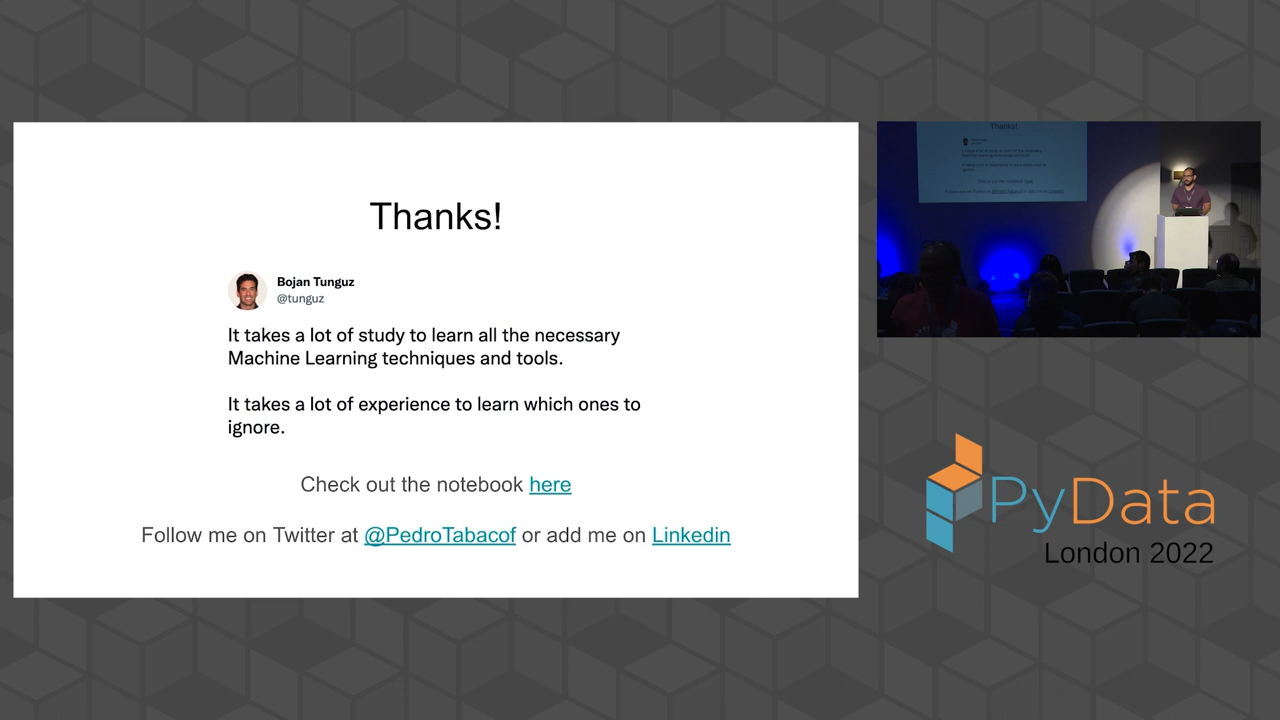 Thanks!
Bojan Tunguz
@tunguz
It takes a lot of study to learn all the necessary
Machine Learning techniques and tools.
It takes a lot of experience to learn which ones to
ignore.
Check out the notebook here
Follow me on Twitter at @PedroTabacof or add me on Linkedin
Thanks!
PyData
London 2022